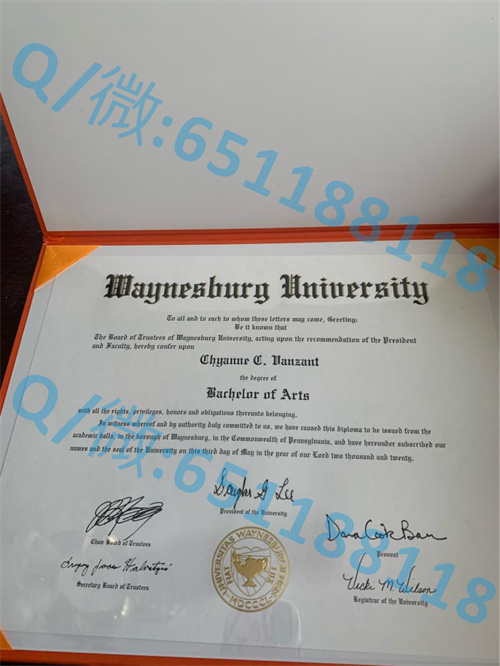 Q/微:651188118
Waynesburg University
To all and to each to whom these letters may come, Greeting:
Be it known that
The Board of Trustees of Waynesburg University, acting upon the recommendation of the President
and Faculty, hereby confer upon
Chyanne C. Vanzant
the degree of
Bachelor of Arts
with all the rights, privileges, honors and obligations thereunto belonging.
In witness whereof and by authority duly committed to us, we have caused this diploma to be issued from the
academic halls, in the borough of Waynesburg, in the Commonwealth of Pennsylvania, and have hereunder subscribed our
names and the seal of the University on this third day of May in the year of our Lord two thousand and twenty.
Q/微:651188118
Douglas G Lee
President of the University
Chair Board of Trustees
Provost
Secretary Board of Trustees
Vicki M. Wilson
Registrar of the University